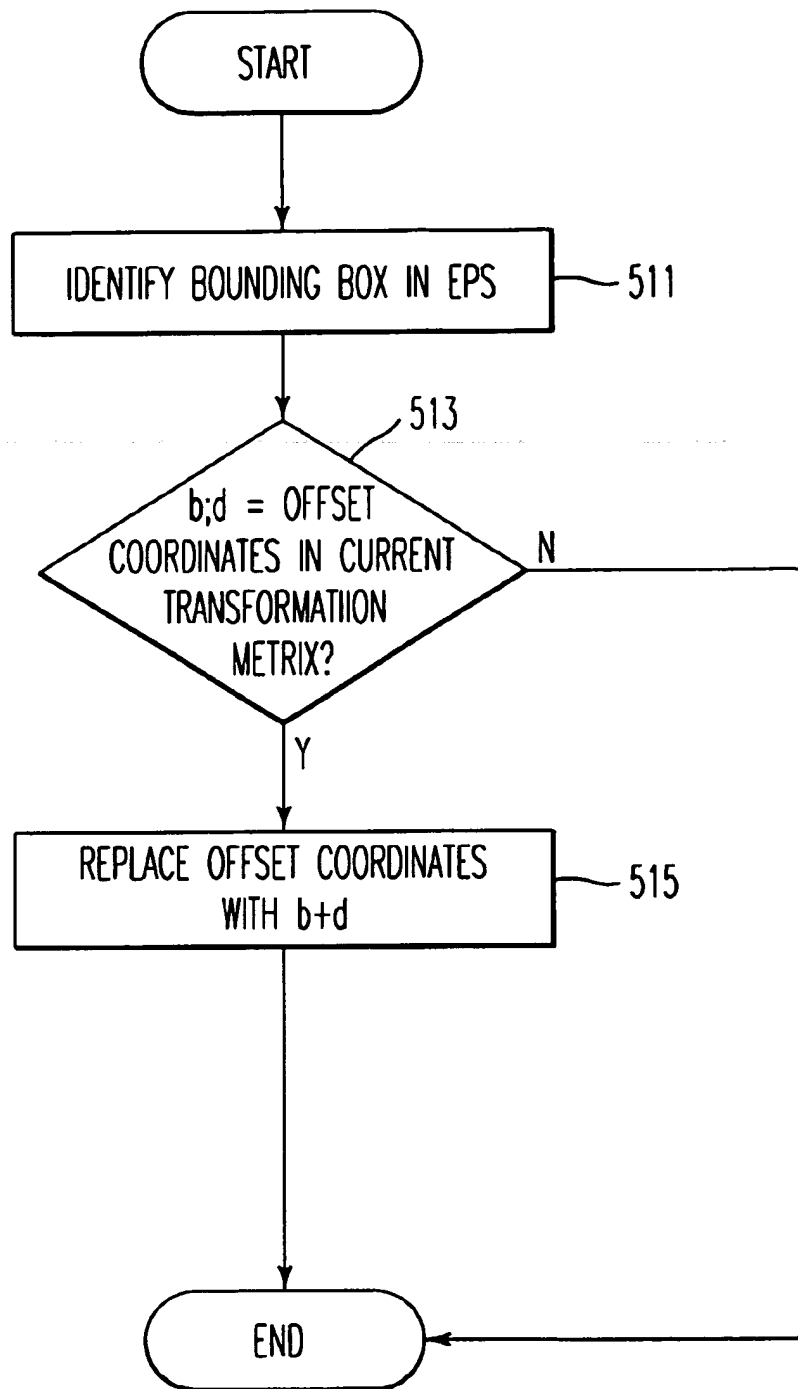 START
IDENTIFY BOUNDING BOX IN EPS
511
513
b;d = OFFSET
COORDINATES IN CURRENT
TRANSFORMATIION
METRIX?
N
Y
REPLACE OFFSET COORDINATES
WITH b+d
515
END